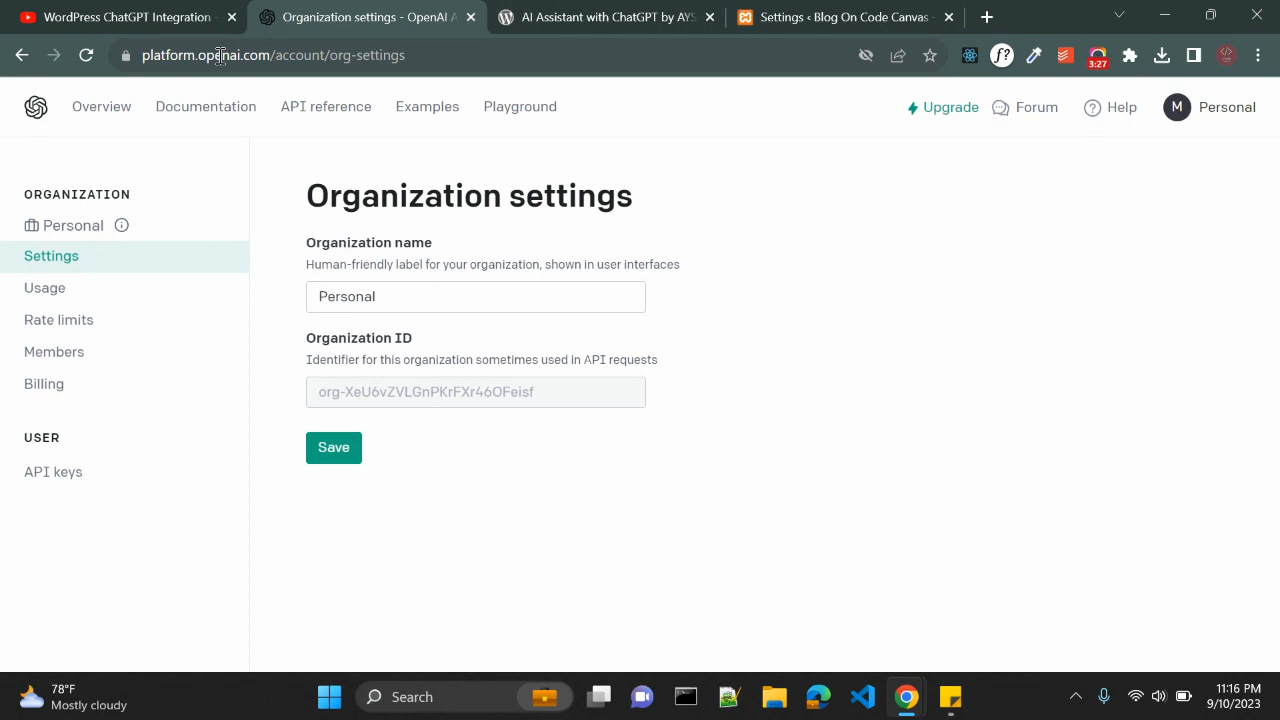 WordPress ChatGPT Integration
Organization settings - OpenAI A
AI Assistant with ChatGPT by AYS
Settings ‹ Blog On Code Canvas -
platform.openai.com/account/org-settings
f?
3:27
Overview
Documentation
API reference
Examples
Playground
Upgrade
Forum
Help
M
Personal
ORGANIZATION
Personal
Settings
Usage
Rate limits
Members
Billing
USER
API keys
Organization settings
Organization name
Human-friendly label for your organization, shown in user interfaces
Personal
Organization ID
Identifier for this organization sometimes used in API requests
org-XeU6vZVLGnPKrFXr46OFeisf
Save
78°F
Mostly cloudy
Search
11:16 PM
9/10/2023